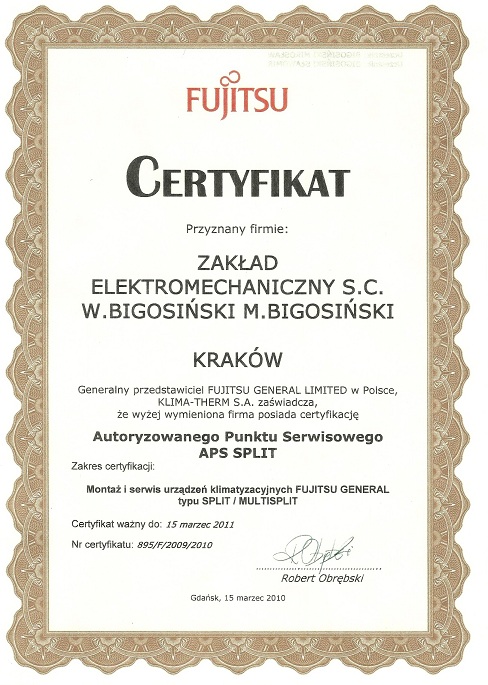 FUJITSU
CERTYFIKAT
Przyznany firmie:
ZAKŁAD
ELEKTROMECHANICZNY S.C.
W.BIGOSIŃSKI M.BIGOSIŃSKI
KRAKÓW
Generalny przedstawiciel FUJITSU GENERAL LIMITED w Polsce,
KLIMA-THERM S.A. zaświadcza,
że wyżej wymieniona firma posiada certyfikację
Autoryzowanego Punktu Serwisowego
APS SPLIT
Zakres certyfikacji:
Montaż i serwis urządzeń klimatyzacyjnych FUJITSU GENERAL
typu SPLIT / MULTISPLIT
Certyfikat ważny do: 15 marzec 2011
Nr certyfikatu: 895/F/2009/2010
Robert Obrębski
Gdańsk, 15 marzec 2010